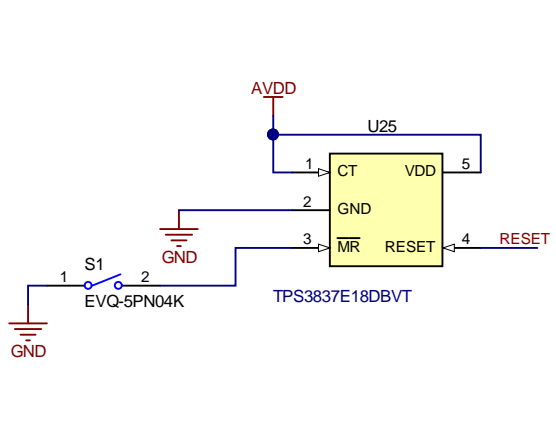 AVDD
U25
1 CT VDD 5
2 GND
GND
3 MR RESET 4 RESET
S1
1 2
EVQ-5PN04K
TPS3837E18DBVT
GND